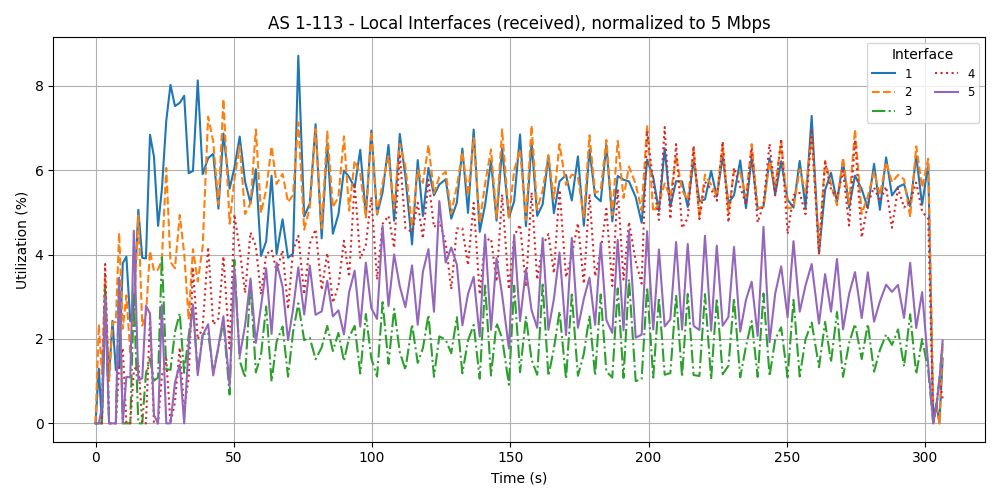 AS 1-113 - Local Interfaces (received), normalized to 5 Mbps
Utilization (%)
8
6
4
2
0
0 50 100 150 200 250 300
Time (s)
Interface
1 4
2 5
3